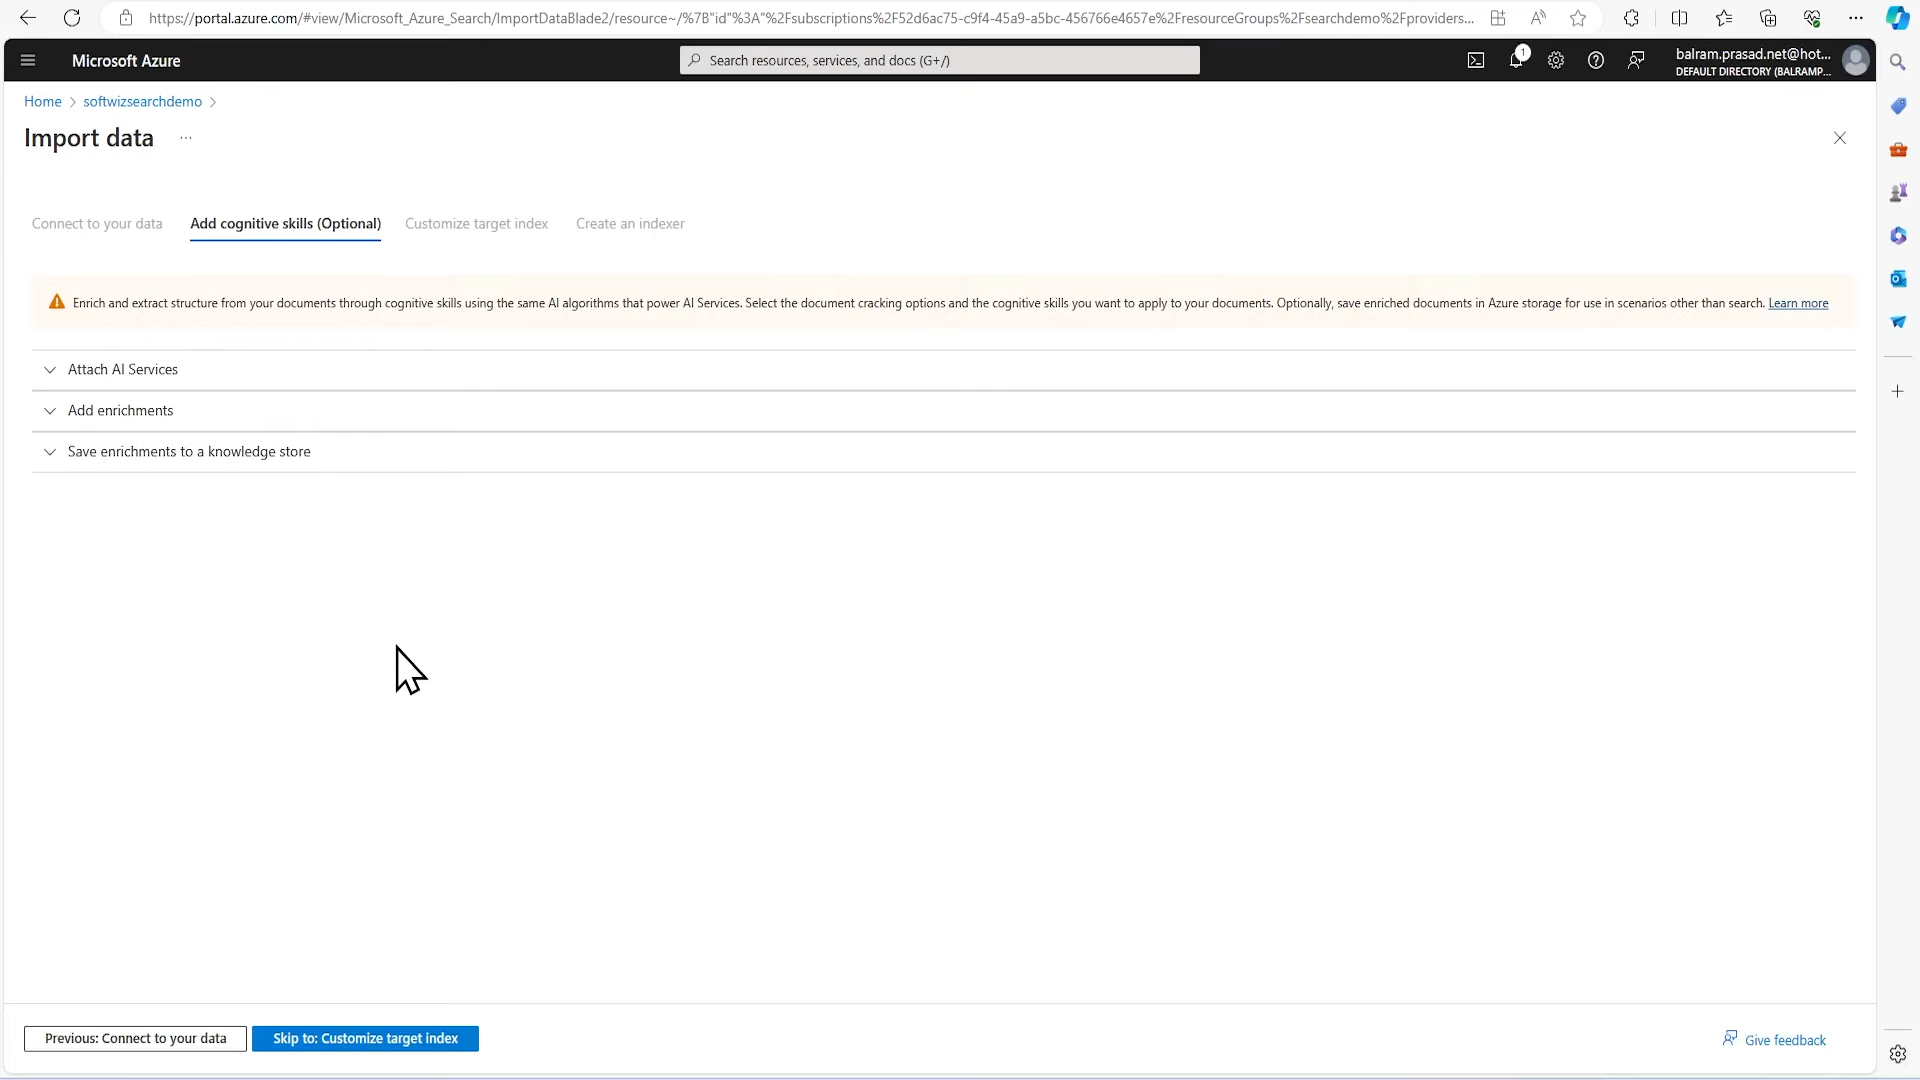 https://portal.azure.com/#view/Microsoft_Azure_Search/ImportDataBlade2/resource~/%7B"id"%3A"%2Fsubscriptions%2F52d6ac75-c9f4-45a9-a5bc-456766e4657e%2FresourceGroups%2Fsearchdemo%2Fproviders...
Microsoft Azure
Search resources, services, and docs (G+/)
1
balram.prasad.net@hot...
DEFAULT DIRECTORY (BALRAMP...
Home > softwizsearchdemo >
Import data ...
Connect to your data
Add cognitive skills (Optional)
Customize target index
Create an indexer
Enrich and extract structure from your documents through cognitive skills using the same AI algorithms that power AI Services. Select the document cracking options and the cognitive skills you want to apply to your documents. Optionally, save enriched documents in Azure storage for use in scenarios other than search. Learn more
Attach AI Services
Add enrichments
Save enrichments to a knowledge store
Previous: Connect to your data
Skip to: Customize target index
Give feedback